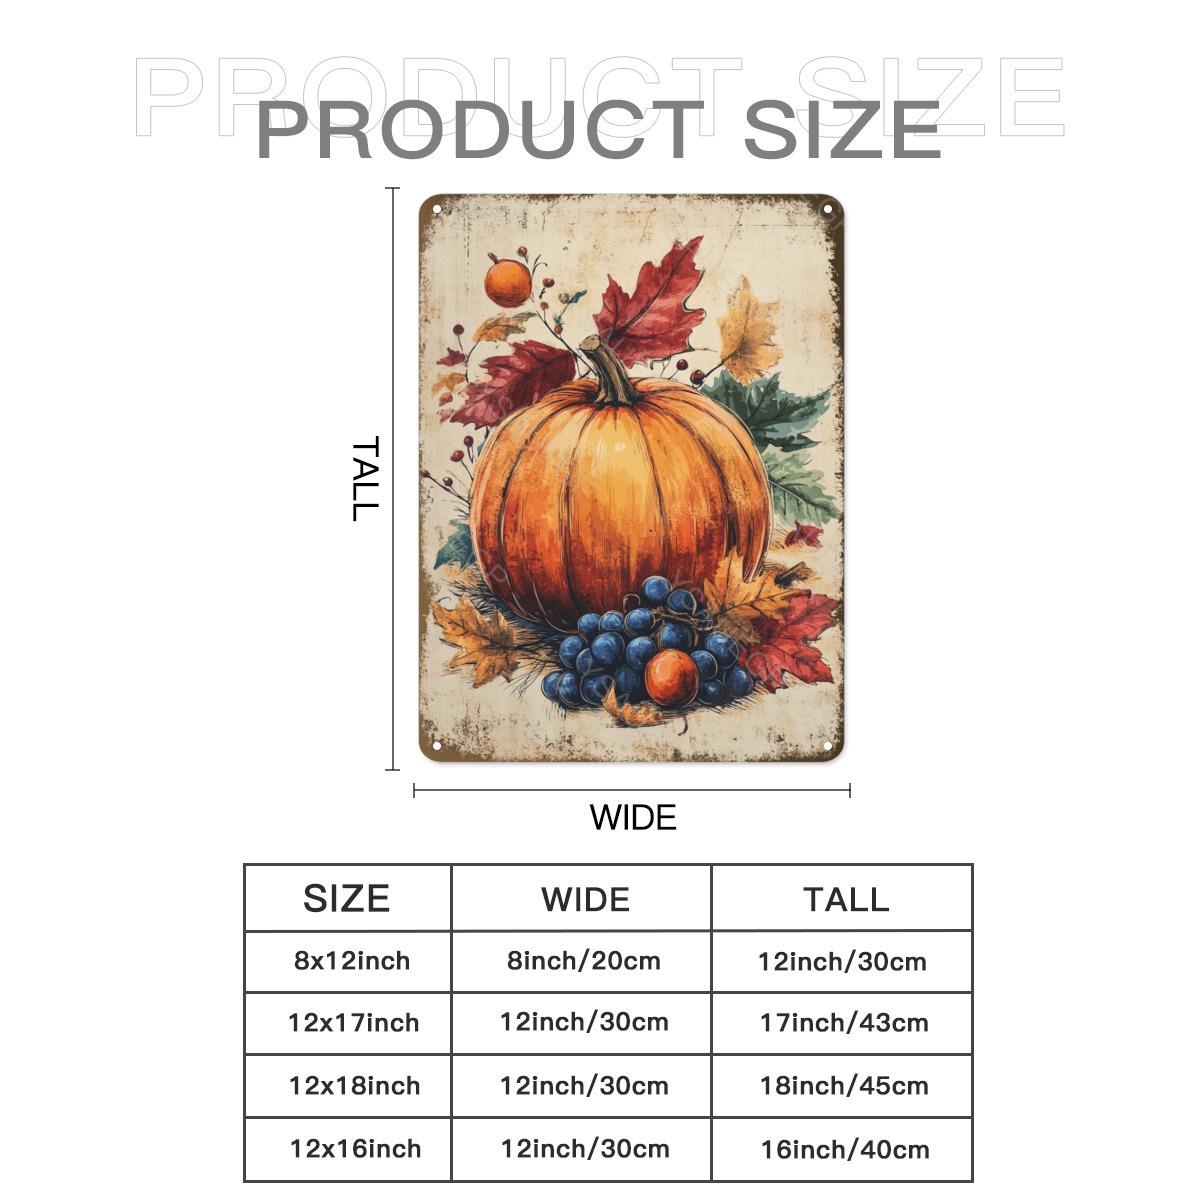 PRODUCT SIZE
PRODUCT SIZE
TALL
WIDE
SIZE WIDE TALL
8x12inch 8inch/20cm 12inch/30cm
12x17inch 12inch/30cm 17inch/43cm
12x18inch 12inch/30cm 18inch/45cm
12x16inch 12inch/30cm 16inch/40cm